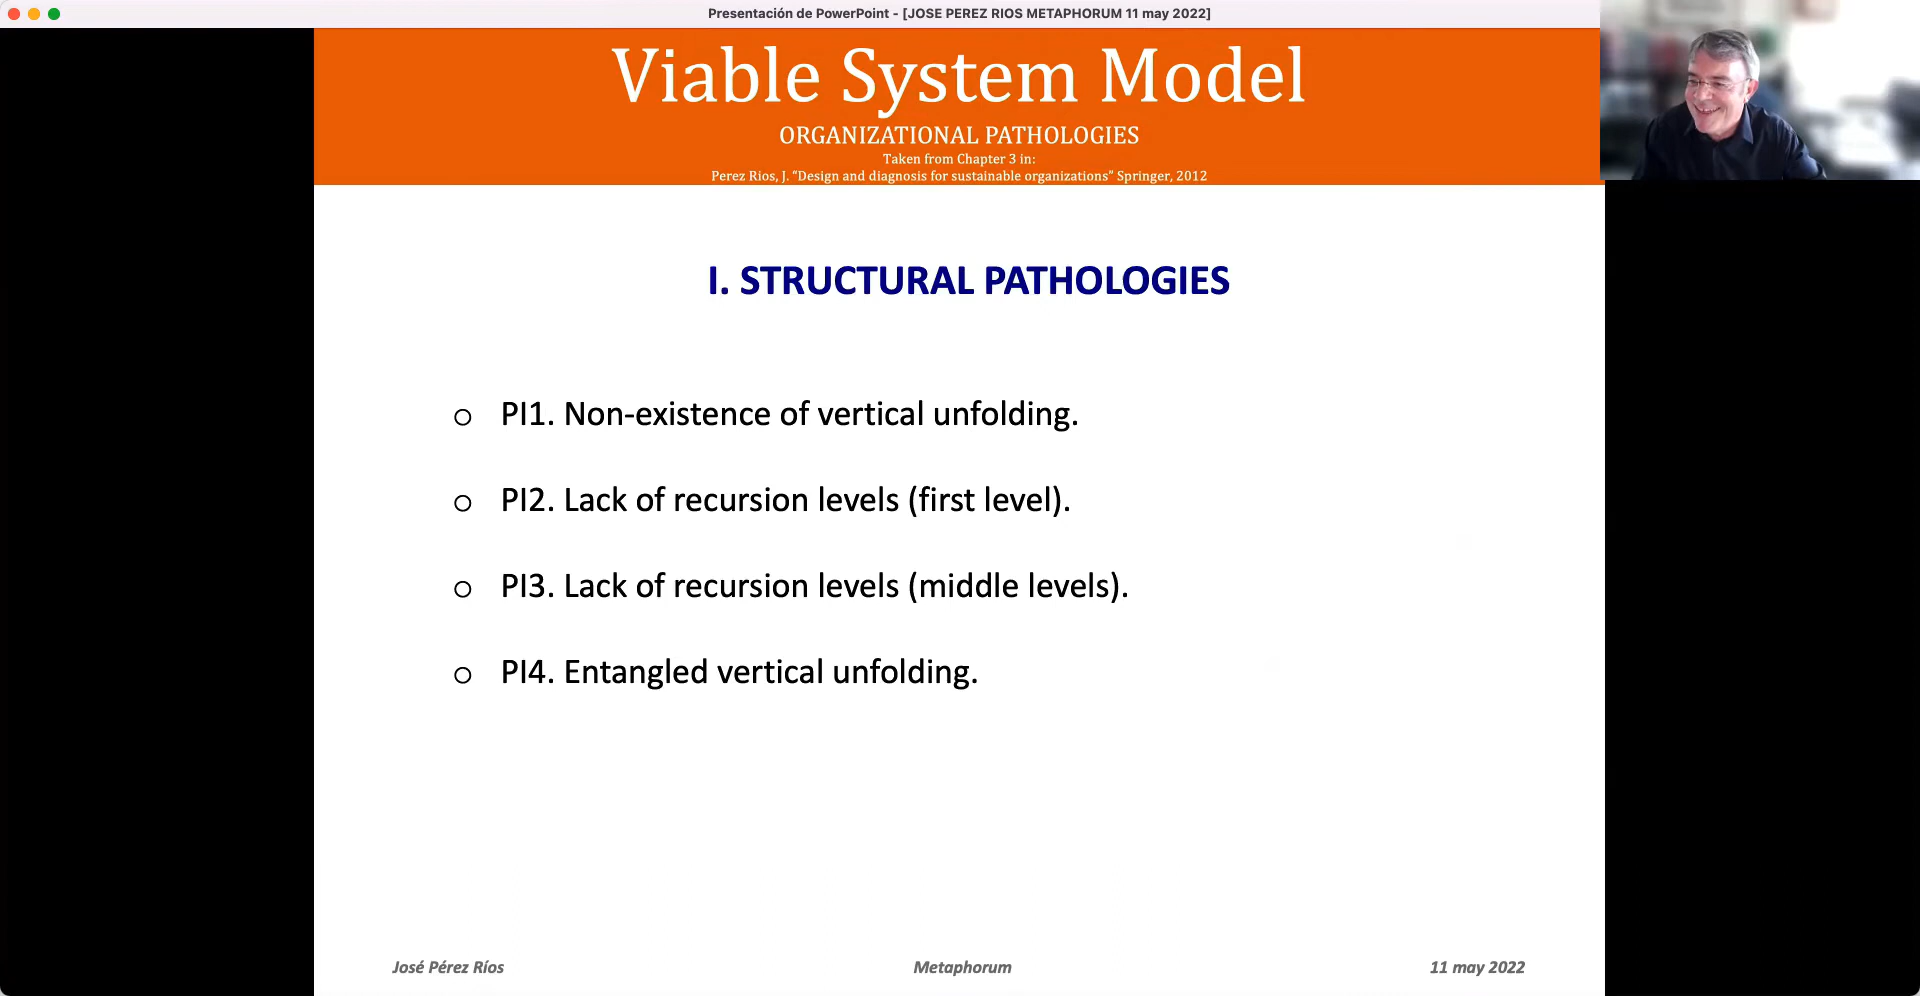 Presentación de PowerPoint - [JOSE PEREZ RIOS METAPHORUM 11 may 2022]
Viable System Model
ORGANIZATIONAL PATHOLOGIES
Taken from Chapter 3 in:
Perez Rios, J. “Design and diagnosis for sustainable organizations” Springer, 2012
I. STRUCTURAL PATHOLOGIES
o PI1. Non-existence of vertical unfolding.
o PI2. Lack of recursion levels (first level).
o PI3. Lack of recursion levels (middle levels).
o PI4. Entangled vertical unfolding.
José Pérez Ríos Metaphorum 11 may 2022